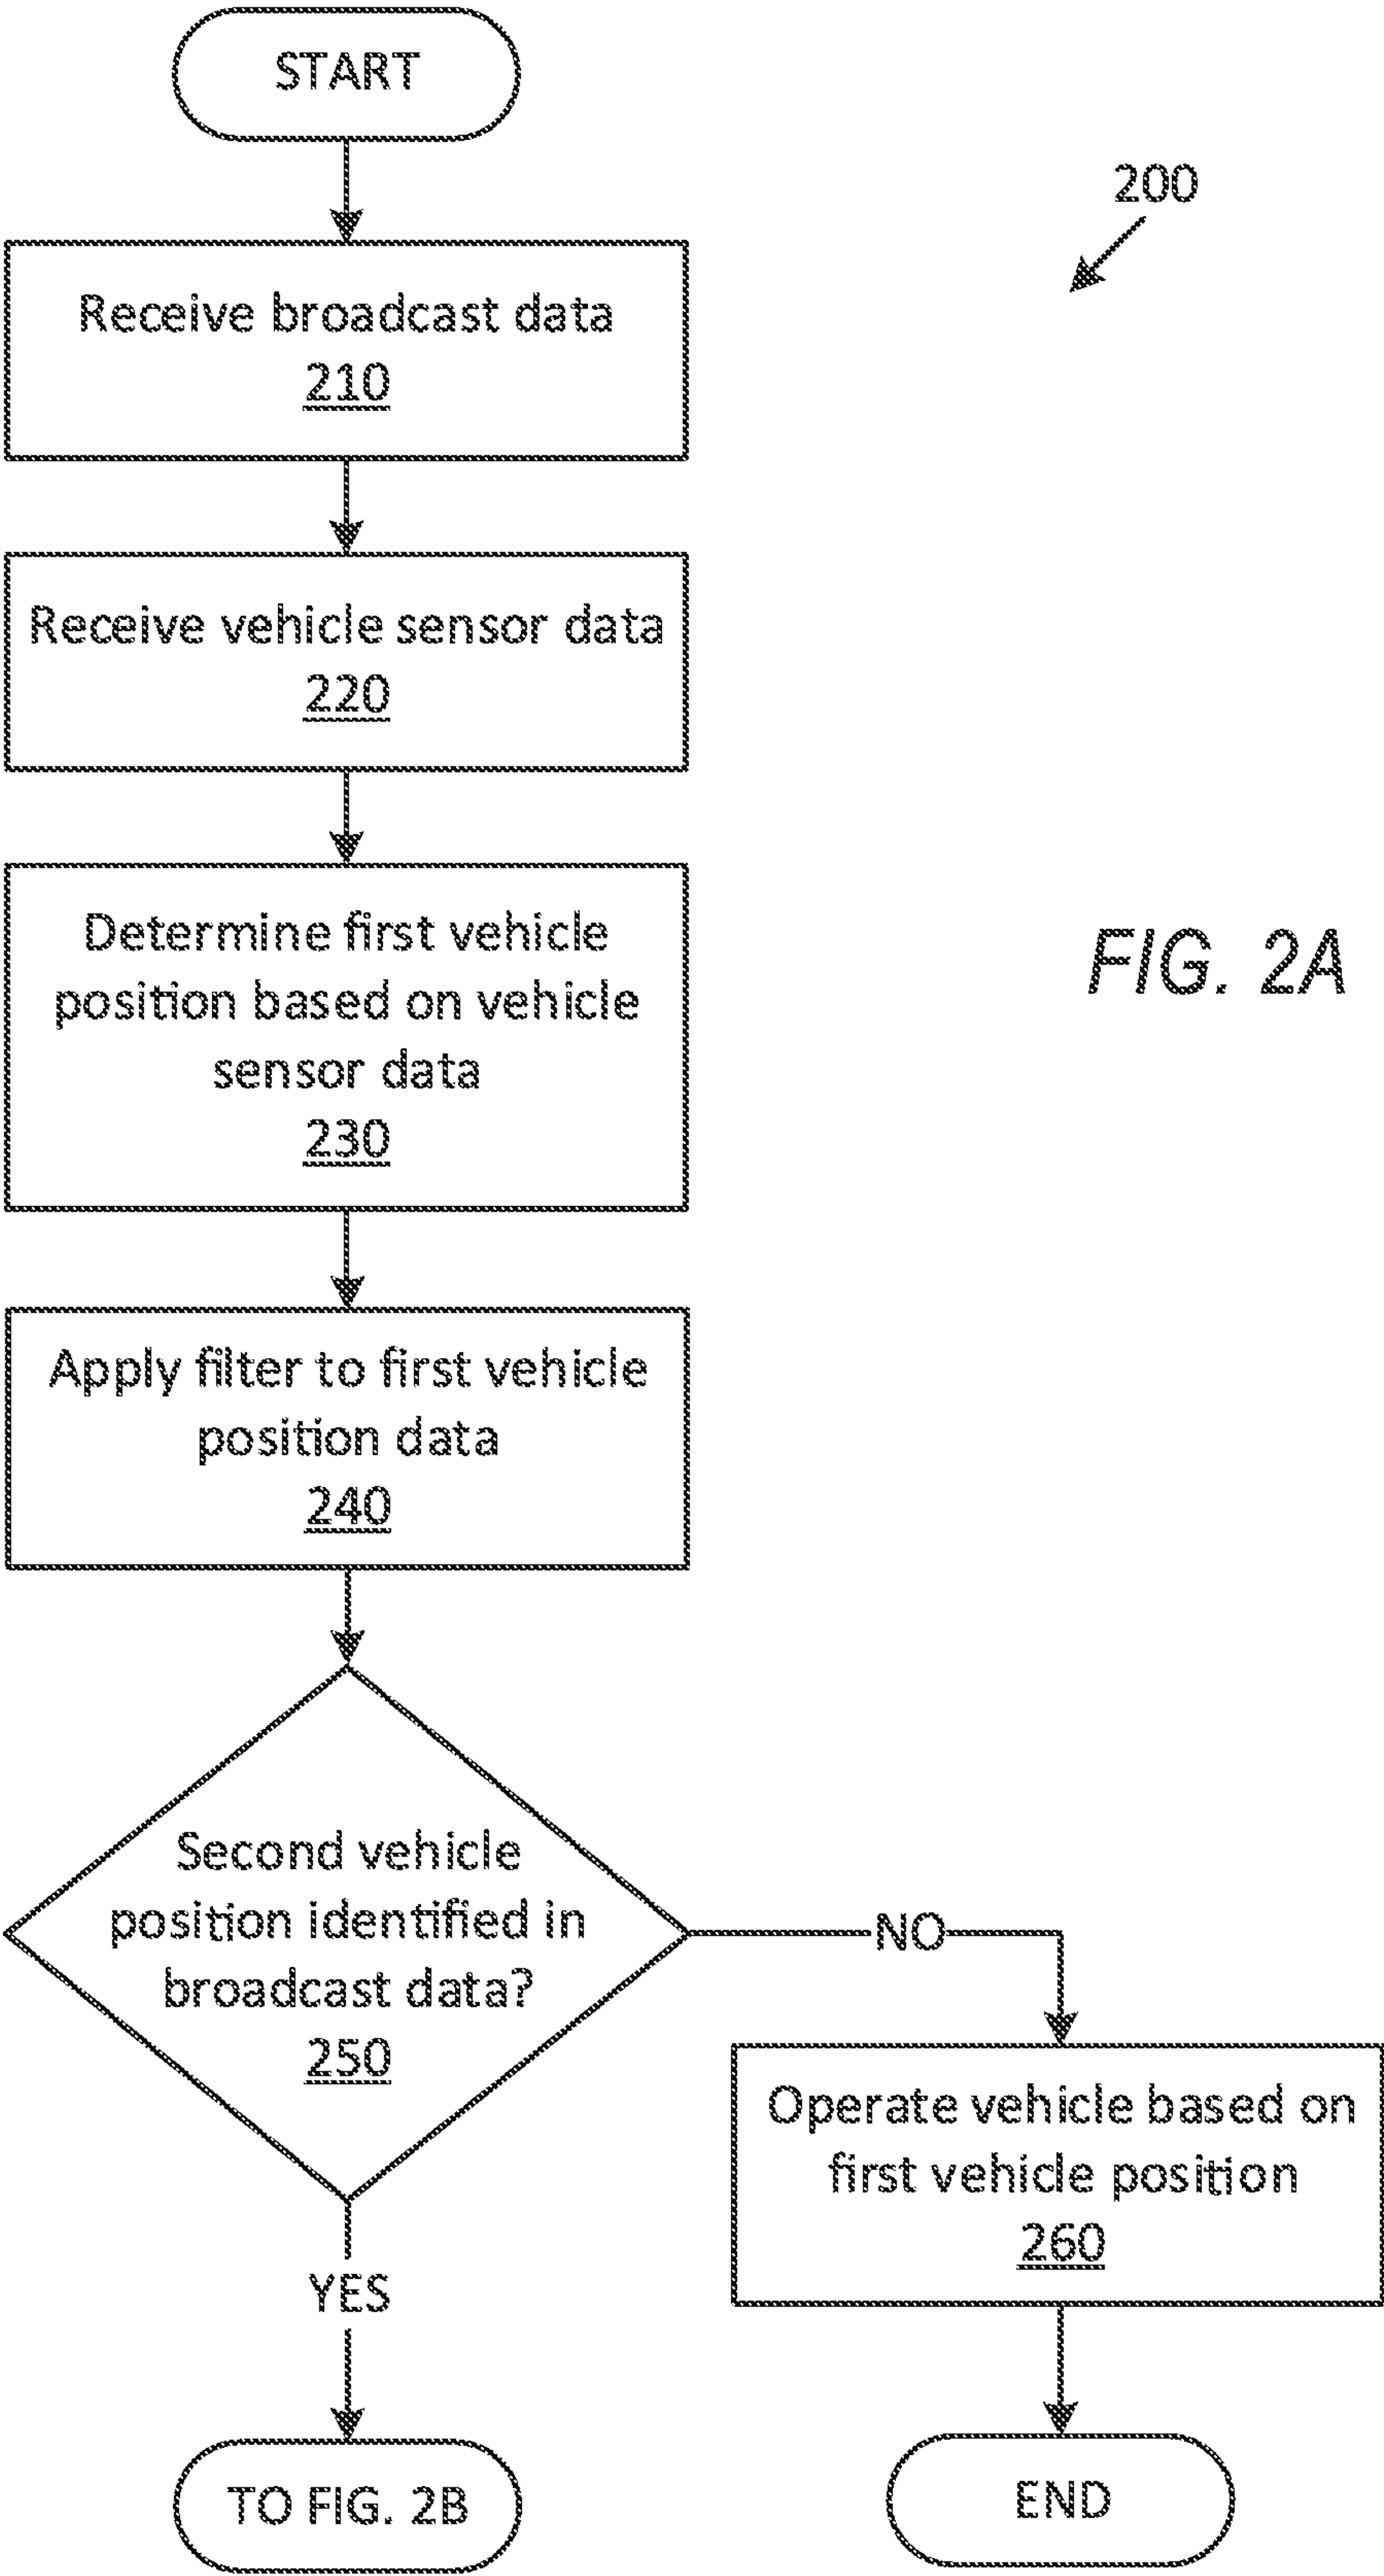 START
200
Receive broadcast data
210
Receive vehicle sensor data
220
Determine first vehicle
position based on vehicle
sensor data
230
FIG. 2A
Apply filter to first vehicle
position data
240
Second vehicle
position identified in
broadcast data?
250
NO
Operate vehicle based on
first vehicle position
260
YES
TO FIG. 2B
END